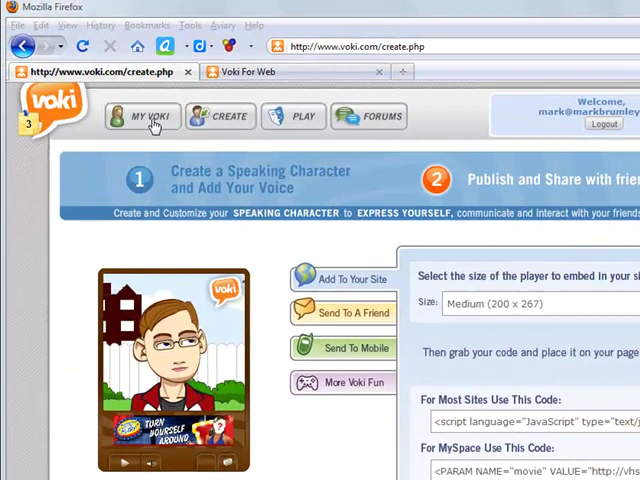 Mozilla Firefox
File Edit View History Bookmarks Tools Aviary Help
http://www.voki.com/create.php
http://www.voki.com/create.php
Voki For Web
voki
3
MY VOKI
CREATE
PLAY
FORUMS
Welcome,
mark@markbrumley
Logout
1
Create a Speaking Character
and Add Your Voice
2
Publish and Share with frien
Create and Customize your SPEAKING CHARACTER to EXPRESS YOURSELF, communicate and Interact with your friends
voki
TURN
YOURSELF
AROUND
Add To Your Site
Send To A Friend
Send To Mobile
More Voki Fun
Select the size of the player to embed in your si
Size:
Medium (200 x 267)
Then grab your code and place it on your page
For Most Sites Use This Code:
<script language="JavaScript" type="text/j
For MySpace Use This Code:
<PARAM NAME="movie" VALUE="http://vhs